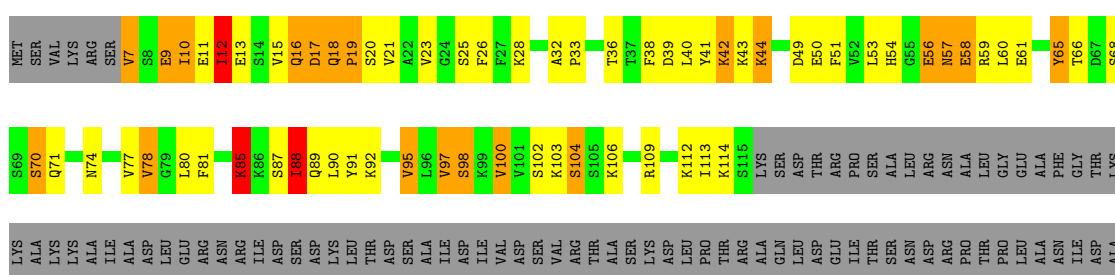 MET SER VAL LYS ARG SER V7 S8 E9 I10 E11 I12 E13 S14 V15 Q16 D17 Q18 P19 S20 V21 A22 V23 G24 S25 F26 F27 K28 A32 P33 T36 T37 F38 D39 L40 Y41 K42 K43 K44 D49 E50 F51 V52 L53 H54 G55 E56 N57 E58 R59 L60 E61 Y65 T66 D67 S68
S69 S70 Q71 N74 V77 V78 G79 L80 F81 K85 K86 S87 I88 Q89 L90 Y91 K92 V95 L96 V97 S98 K99 V100 V101 S102 K103 S104 S105 K106 R109 K112 I113 K114 S115 LYS SER ASP THR ARG PRO SER ALA LEU ARG ASN ALA LEU PRO GLY GLU ALA PHE GLY THR LYS
LYS ALA LYS LYS ALA ILE ALA ASP LEU GLU ARG ASN ARG ILE ASP SER ASP LYS LEU THR ASP SER ALA ILE ASP ILE VAL ASP SER VAL ARG THR ALA SER LYS ASP LEU PRO THR ARG ALA GLN LEU ASP GLU ILE THR SER ASN ASP ARG PRO THR PRO LEU ALA ASN ILE ASP ALA